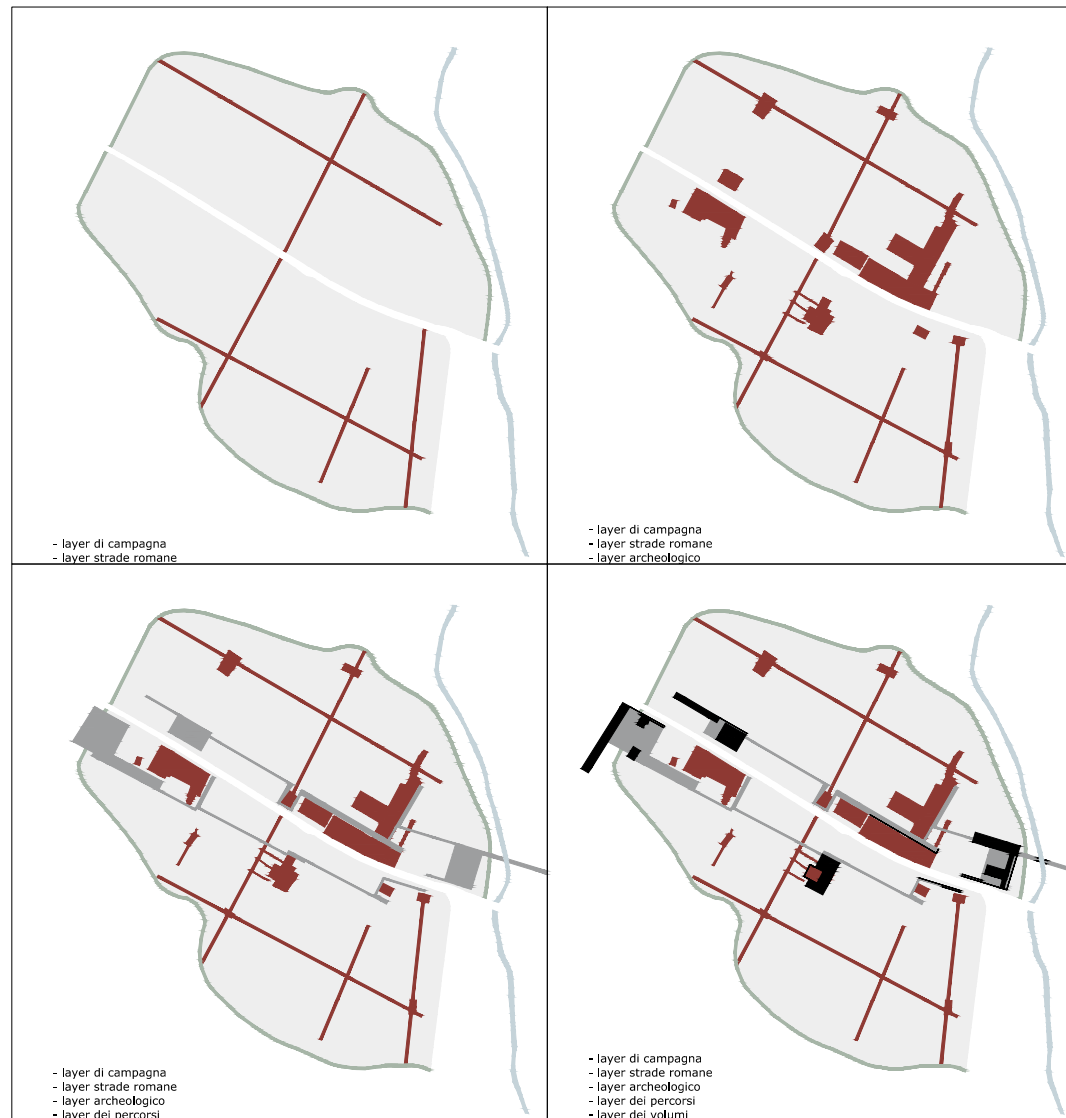 - layer di campagna
- layer strade romane
- layer di campagna
- layer strade romane
- layer archeologico
- layer di campagna
- layer strade romane
- layer archeologico
- layer dei percorsi
- layer di campagna
- layer strade romane
- layer archeologico
- layer dei percorsi
- layer dei volumi